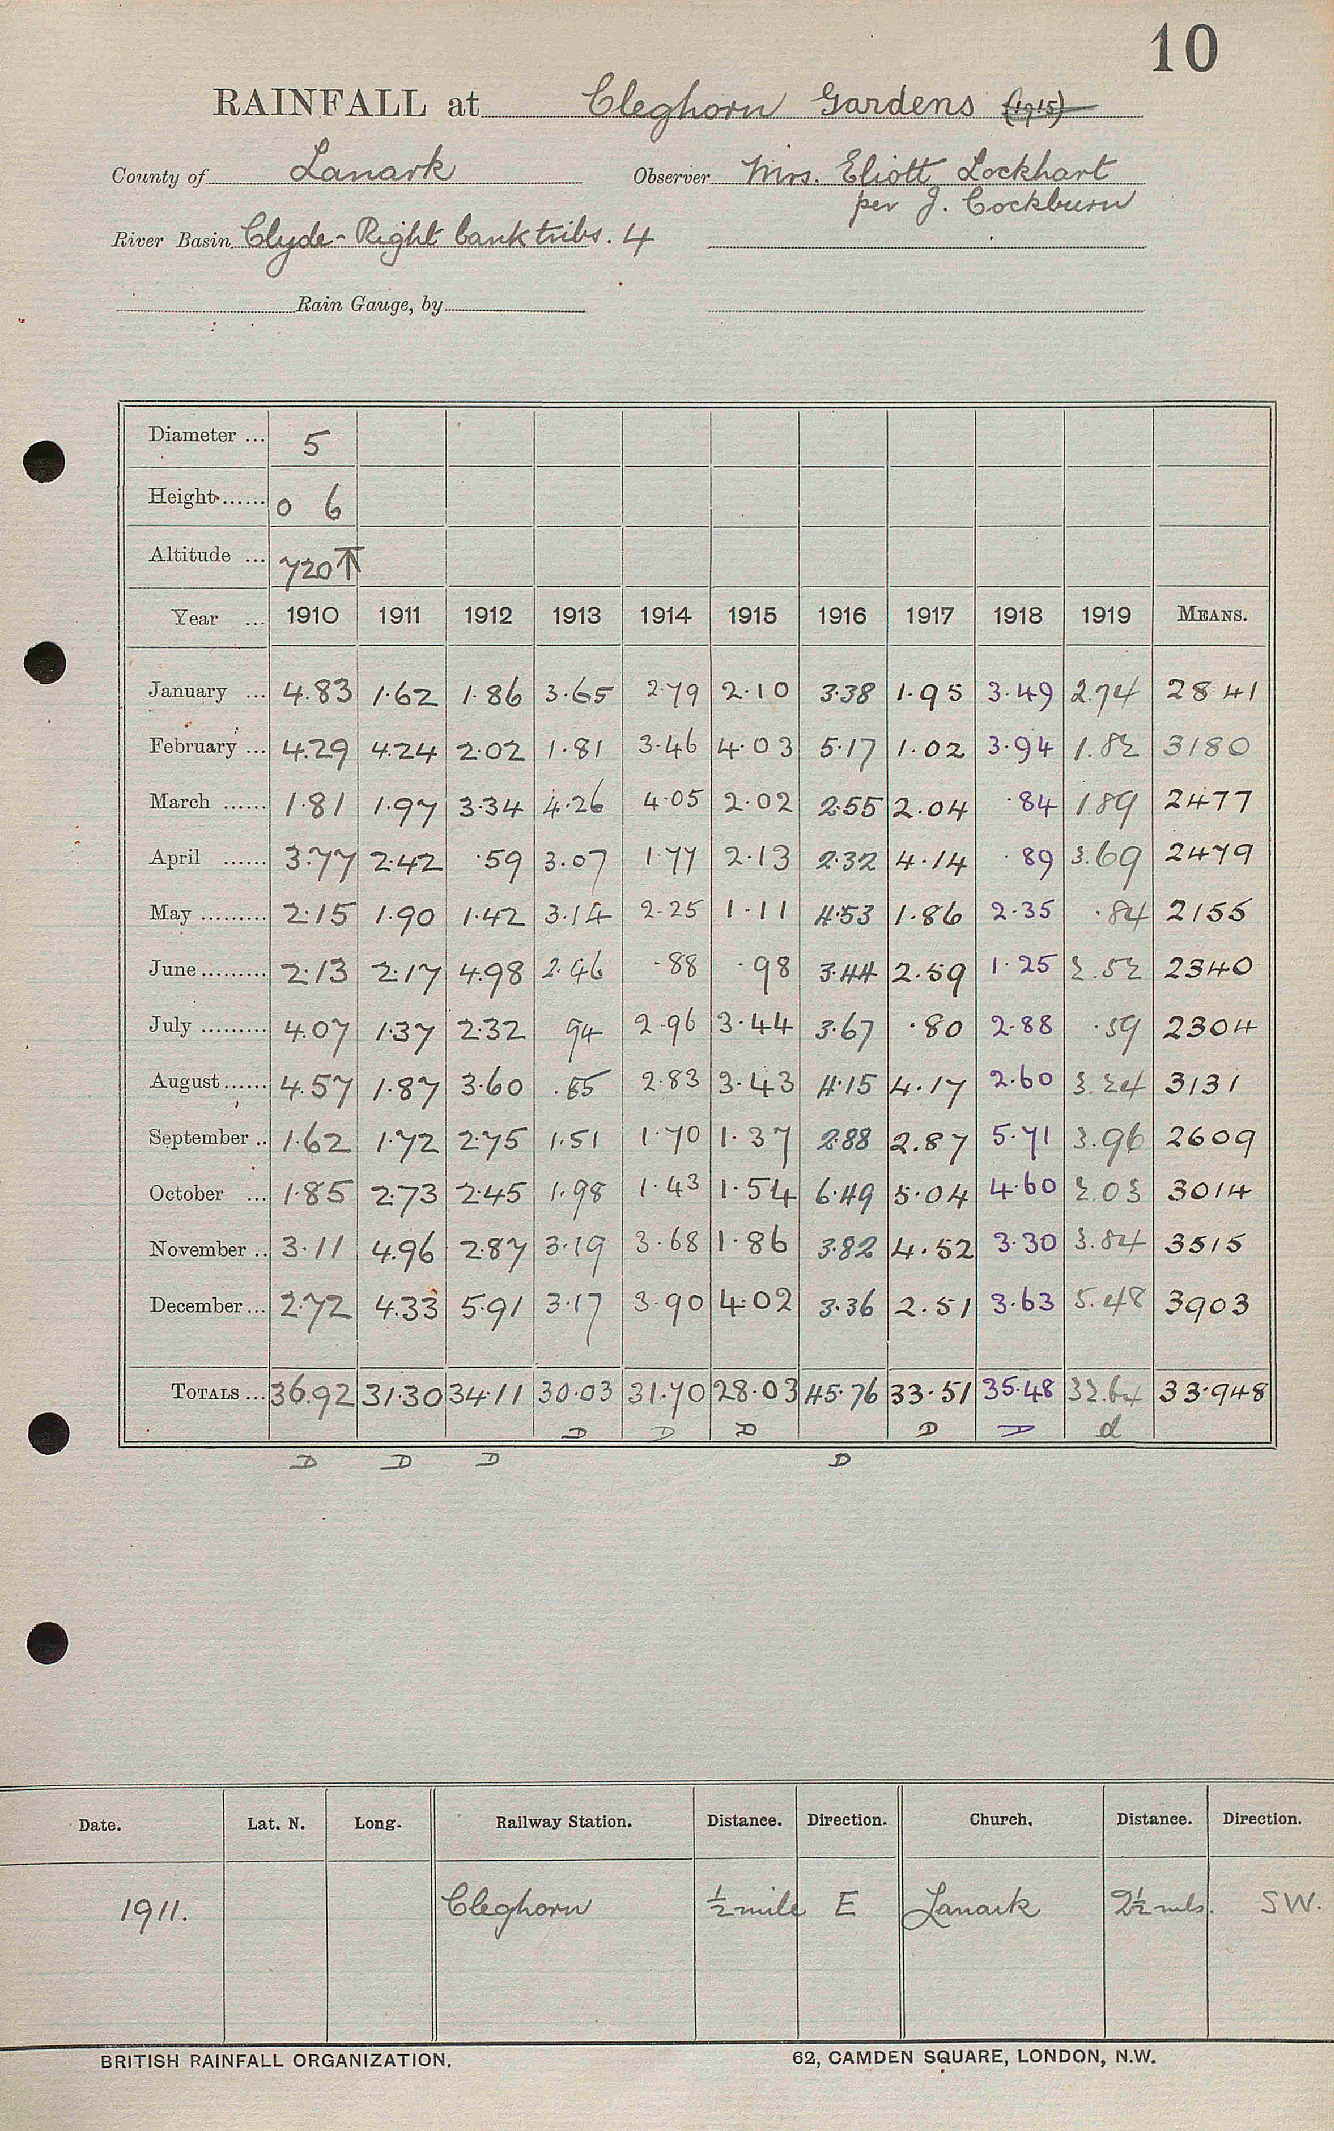 10
RAINFALL at Cleghorn Gardens (1915)
County of Lanark Observer Mrs. Eliott Lockhart
per J. Cockburn
River Basin Clyde - Right bank tribs. 4
Rain Gauge, by
Diameter ... 5
Height ...... 0 6
Altitude ... 720 T
Year ... 1910 1911 1912 1913 1914 1915 1916 1917 1918 1919 MEANS.
January ... 4.83 1.62 1.86 3.65 2.79 2.10 3.38 1.95 3.49 2.74 2841
February ... 4.29 4.24 2.02 1.81 3.46 4.03 5.17 1.02 3.94 1.82 3180
March ...... 1.81 1.97 3.34 4.26 4.05 2.02 2.55 2.04 .84 1.89 2477
April ...... 3.77 2.42 .59 3.07 1.77 2.13 2.32 4.14 .89 3.69 2479
May ......... 2.15 1.90 1.42 3.14 2.25 1.11 4.53 1.86 2.35 .84 2155
June ......... 2.13 2.17 4.98 2.46 .88 .98 3.44 2.59 1.25 2.52 2340
July ......... 4.07 1.37 2.32 94 2.96 3.44 3.67 .80 2.88 .59 2304
August ...... 4.57 1.87 3.60 .85 2.83 3.43 4.15 4.17 2.60 3.24 3131
September .. 1.62 1.72 2.75 1.51 1.70 1.37 2.88 2.87 5.71 3.96 2609
October ... 1.85 2.73 2.45 1.98 1.43 1.54 6.49 5.04 4.60 2.03 3014
November .. 3.11 4.96 2.87 3.19 3.68 1.86 3.82 4.52 3.30 3.84 3515
December ... 2.72 4.33 5.91 3.17 3.90 4.02 3.36 2.51 3.63 5.48 3903
TOTALS ... 36.92 31.30 34.11 30.03 31.70 28.03 45.76 33.51 35.48 32.64 33.948
D D D D D d
D D D D
Date. Lat. N. Long. Railway Station. Distance. Direction. Church. Distance. Direction.
1911. Cleghorn ½ mile E Lanark 2½ mls. SW.
BRITISH RAINFALL ORGANIZATION. 62, CAMDEN SQUARE, LONDON, N.W.